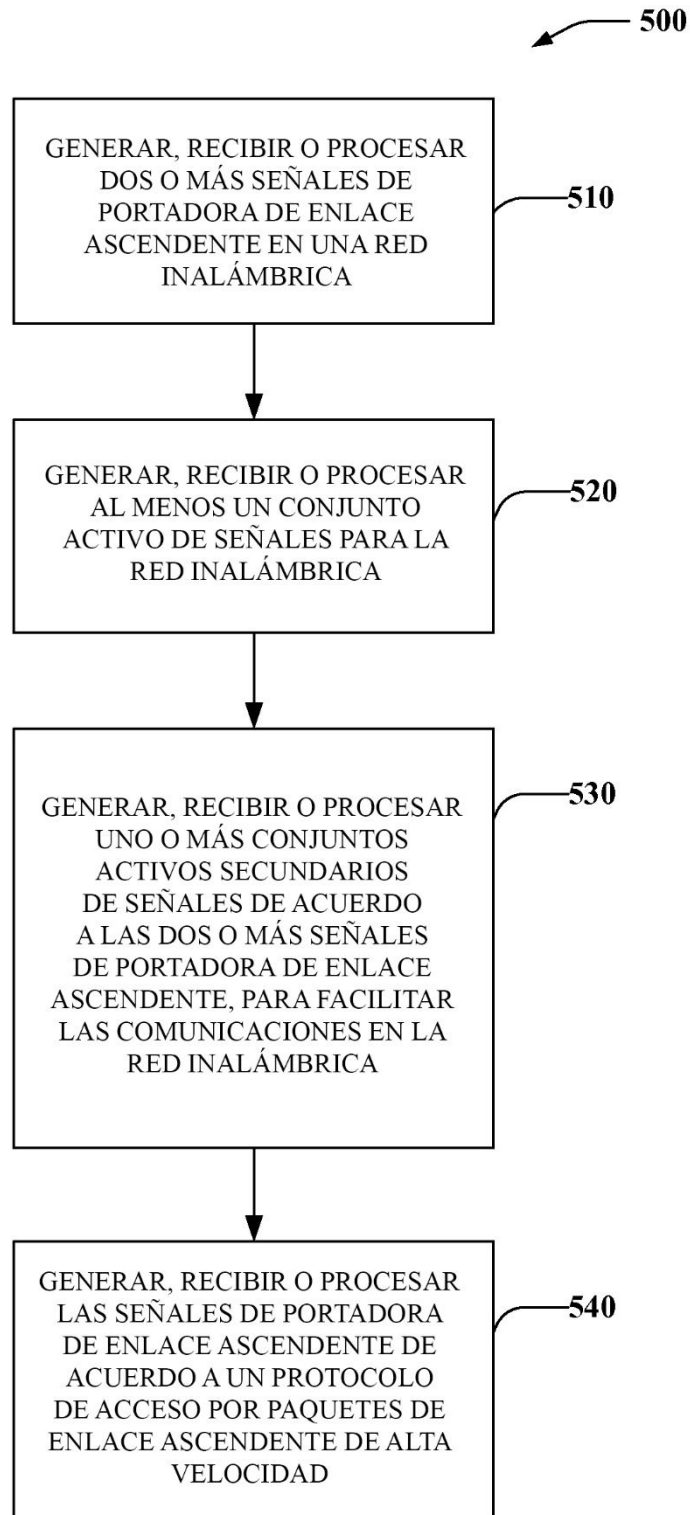 500
GENERAR, RECIBIR O PROCESAR
DOS O MÁS SEÑALES DE
PORTADORA DE ENLACE
ASCENDENTE EN UNA RED
INALÁMBRICA
510
GENERAR, RECIBIR O PROCESAR
AL MENOS UN CONJUNTO
ACTIVO DE SEÑALES PARA LA
RED INALÁMBRICA
520
GENERAR, RECIBIR O PROCESAR
UNO O MÁS CONJUNTOS
ACTIVOS SECUNDARIOS
DE SEÑALES DE ACUERDO
A LAS DOS O MÁS SEÑALES
DE PORTADORA DE ENLACE
ASCENDENTE, PARA FACILITAR
LAS COMUNICACIONES EN LA
RED INALÁMBRICA
530
GENERAR, RECIBIR O PROCESAR
LAS SEÑALES DE PORTADORA
DE ENLACE ASCENDENTE DE
ACUERDO A UN PROTOCOLO
DE ACCESO POR PAQUETES DE
ENLACE ASCENDENTE DE ALTA
VELOCIDAD
540